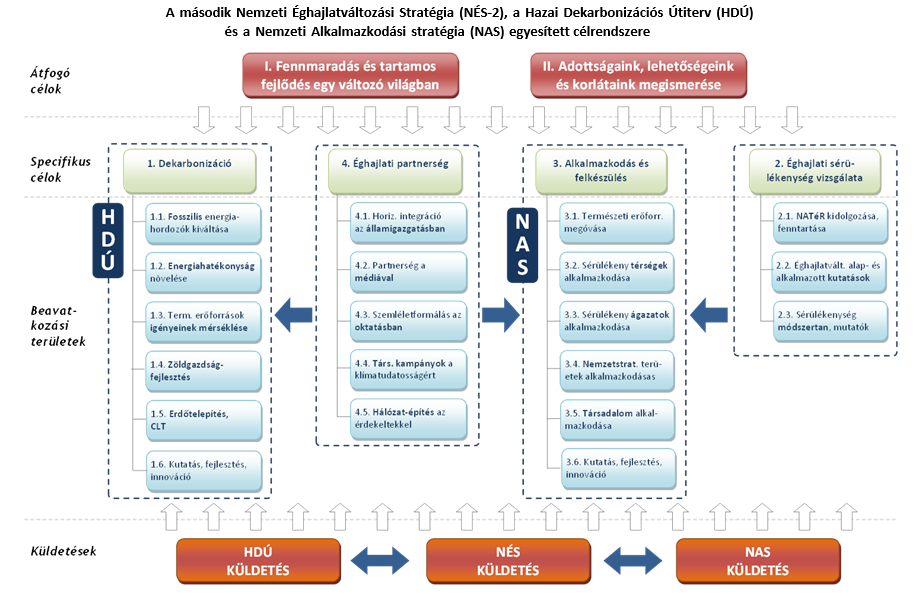 A második Nemzeti Éghajlatváltozási Stratégia (NÉS-2), a Hazai Dekarbonizációs Útiterv (HDÚ)
és a Nemzeti Alkalmazkodási stratégia (NAS) egyesített célrendszere
Átfogó
célok
I. Fennmaradás és tartamos
fejlődés egy változó világban
II. Adottságaink, lehetőségeink
és korlátaink megismerése
Specifikus
célok
1. Dekarbonizáció
4. Éghajlati partnerség
3. Alkalmazkodás és
felkészülés
2. Éghajlati sérü-
lékenység vizsgálata
Beavat-
kozási
területek
H
D
Ú
1.1. Fosszilis energia-
hordozók kiváltása
1.2. Energiahatékonyság
növelése
1.3. Term. erőforrások
igényeinek mérséklése
1.4. Zöldgazdság-
fejlesztés
1.5. Erdőtelepítés,
CLT
1.6. Kutatás, fejlesztés,
innováció
4.1. Horiz. integráció
az államigazgatásban
4.2. Partnerség a
médiával
4.3. Szemléletformálás az
oktatásban
4.4. Társ. kampányok a
klímatudatosságért
4.5. Hálózat-építés az
érdekeltekkel
N
A
S
3.1. Természeti erőforr.
megóvása
3.2. Sérülékeny térségek
alkalmazkodása
3.3. Sérülékeny ágazatok
alkalmazkodása
3.4. Nemzetstrat. terü-
etek alkalmazkodásas
3.5. Társadalom alkal-
mazkodása
3.6. Kutatás, fejlesztés,
innováció
2.1. NATéR kidolgozása,
fenntartása
2.2. Éghajlatvált. alap- és
alkalmazott kutatások
2.3. Sérülékenység
módszertan, mutatók
Küldetések
HDÚ
KÜLDETÉS
NÉS
KÜLDETÉS
NAS
KÜLDETÉS